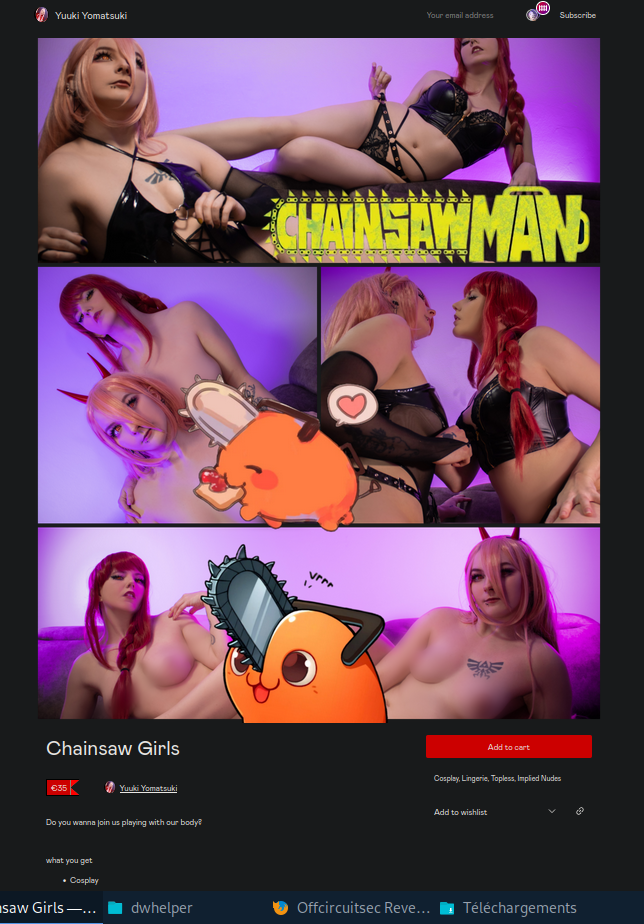 Yuuki Yomatsuki
Your email address
Subscribe
CHAINSAW MAN
vrrn
Chainsaw Girls
Add to cart
€35
Yuuki Yomatsuki
Cosplay, Lingerie, Topless, Implied Nudes
Add to wishlist
Do you wanna join us playing with our body?
what you get
• Cosplay
nsaw Girls —...
dwhelper
Offcircuitsec Reve...
Téléchargements